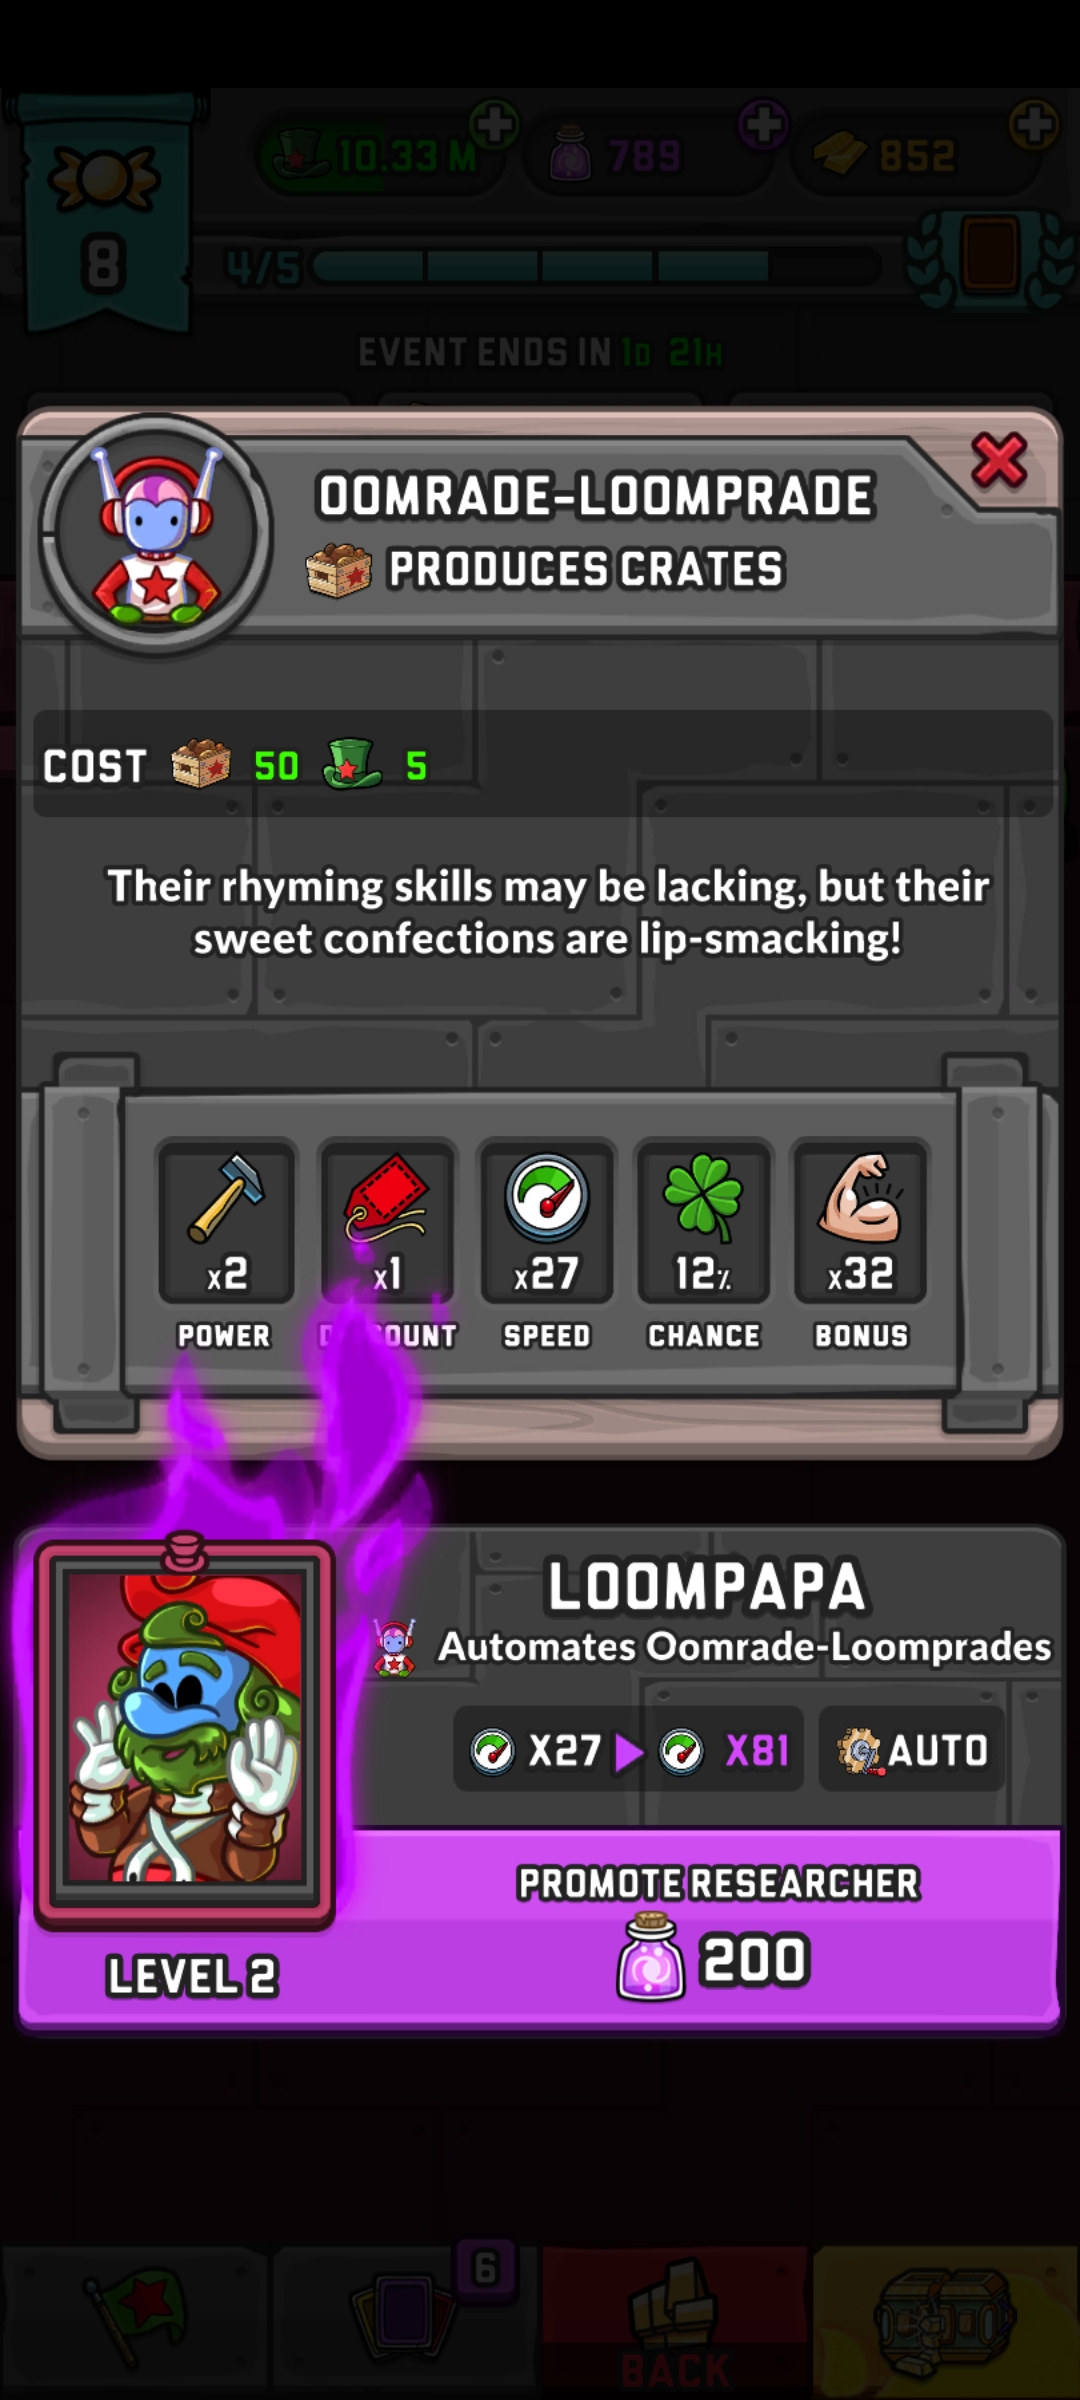 10.33 M
789
852
8
4/5
EVENT ENDS IN 1D 21H
OOMRADE-LOOMPRADE
PRODUCES CRATES
COST 50 5
Their rhyming skills may be lacking, but their
sweet confections are lip-smacking!
x2 x1 x27 12% x32
POWER DISCOUNT SPEED CHANCE BONUS
LOOMPAPA
Automates Oomrade-Loomprades
X27 X81 AUTO
PROMOTE RESEARCHER
200
LEVEL 2
6
BACK